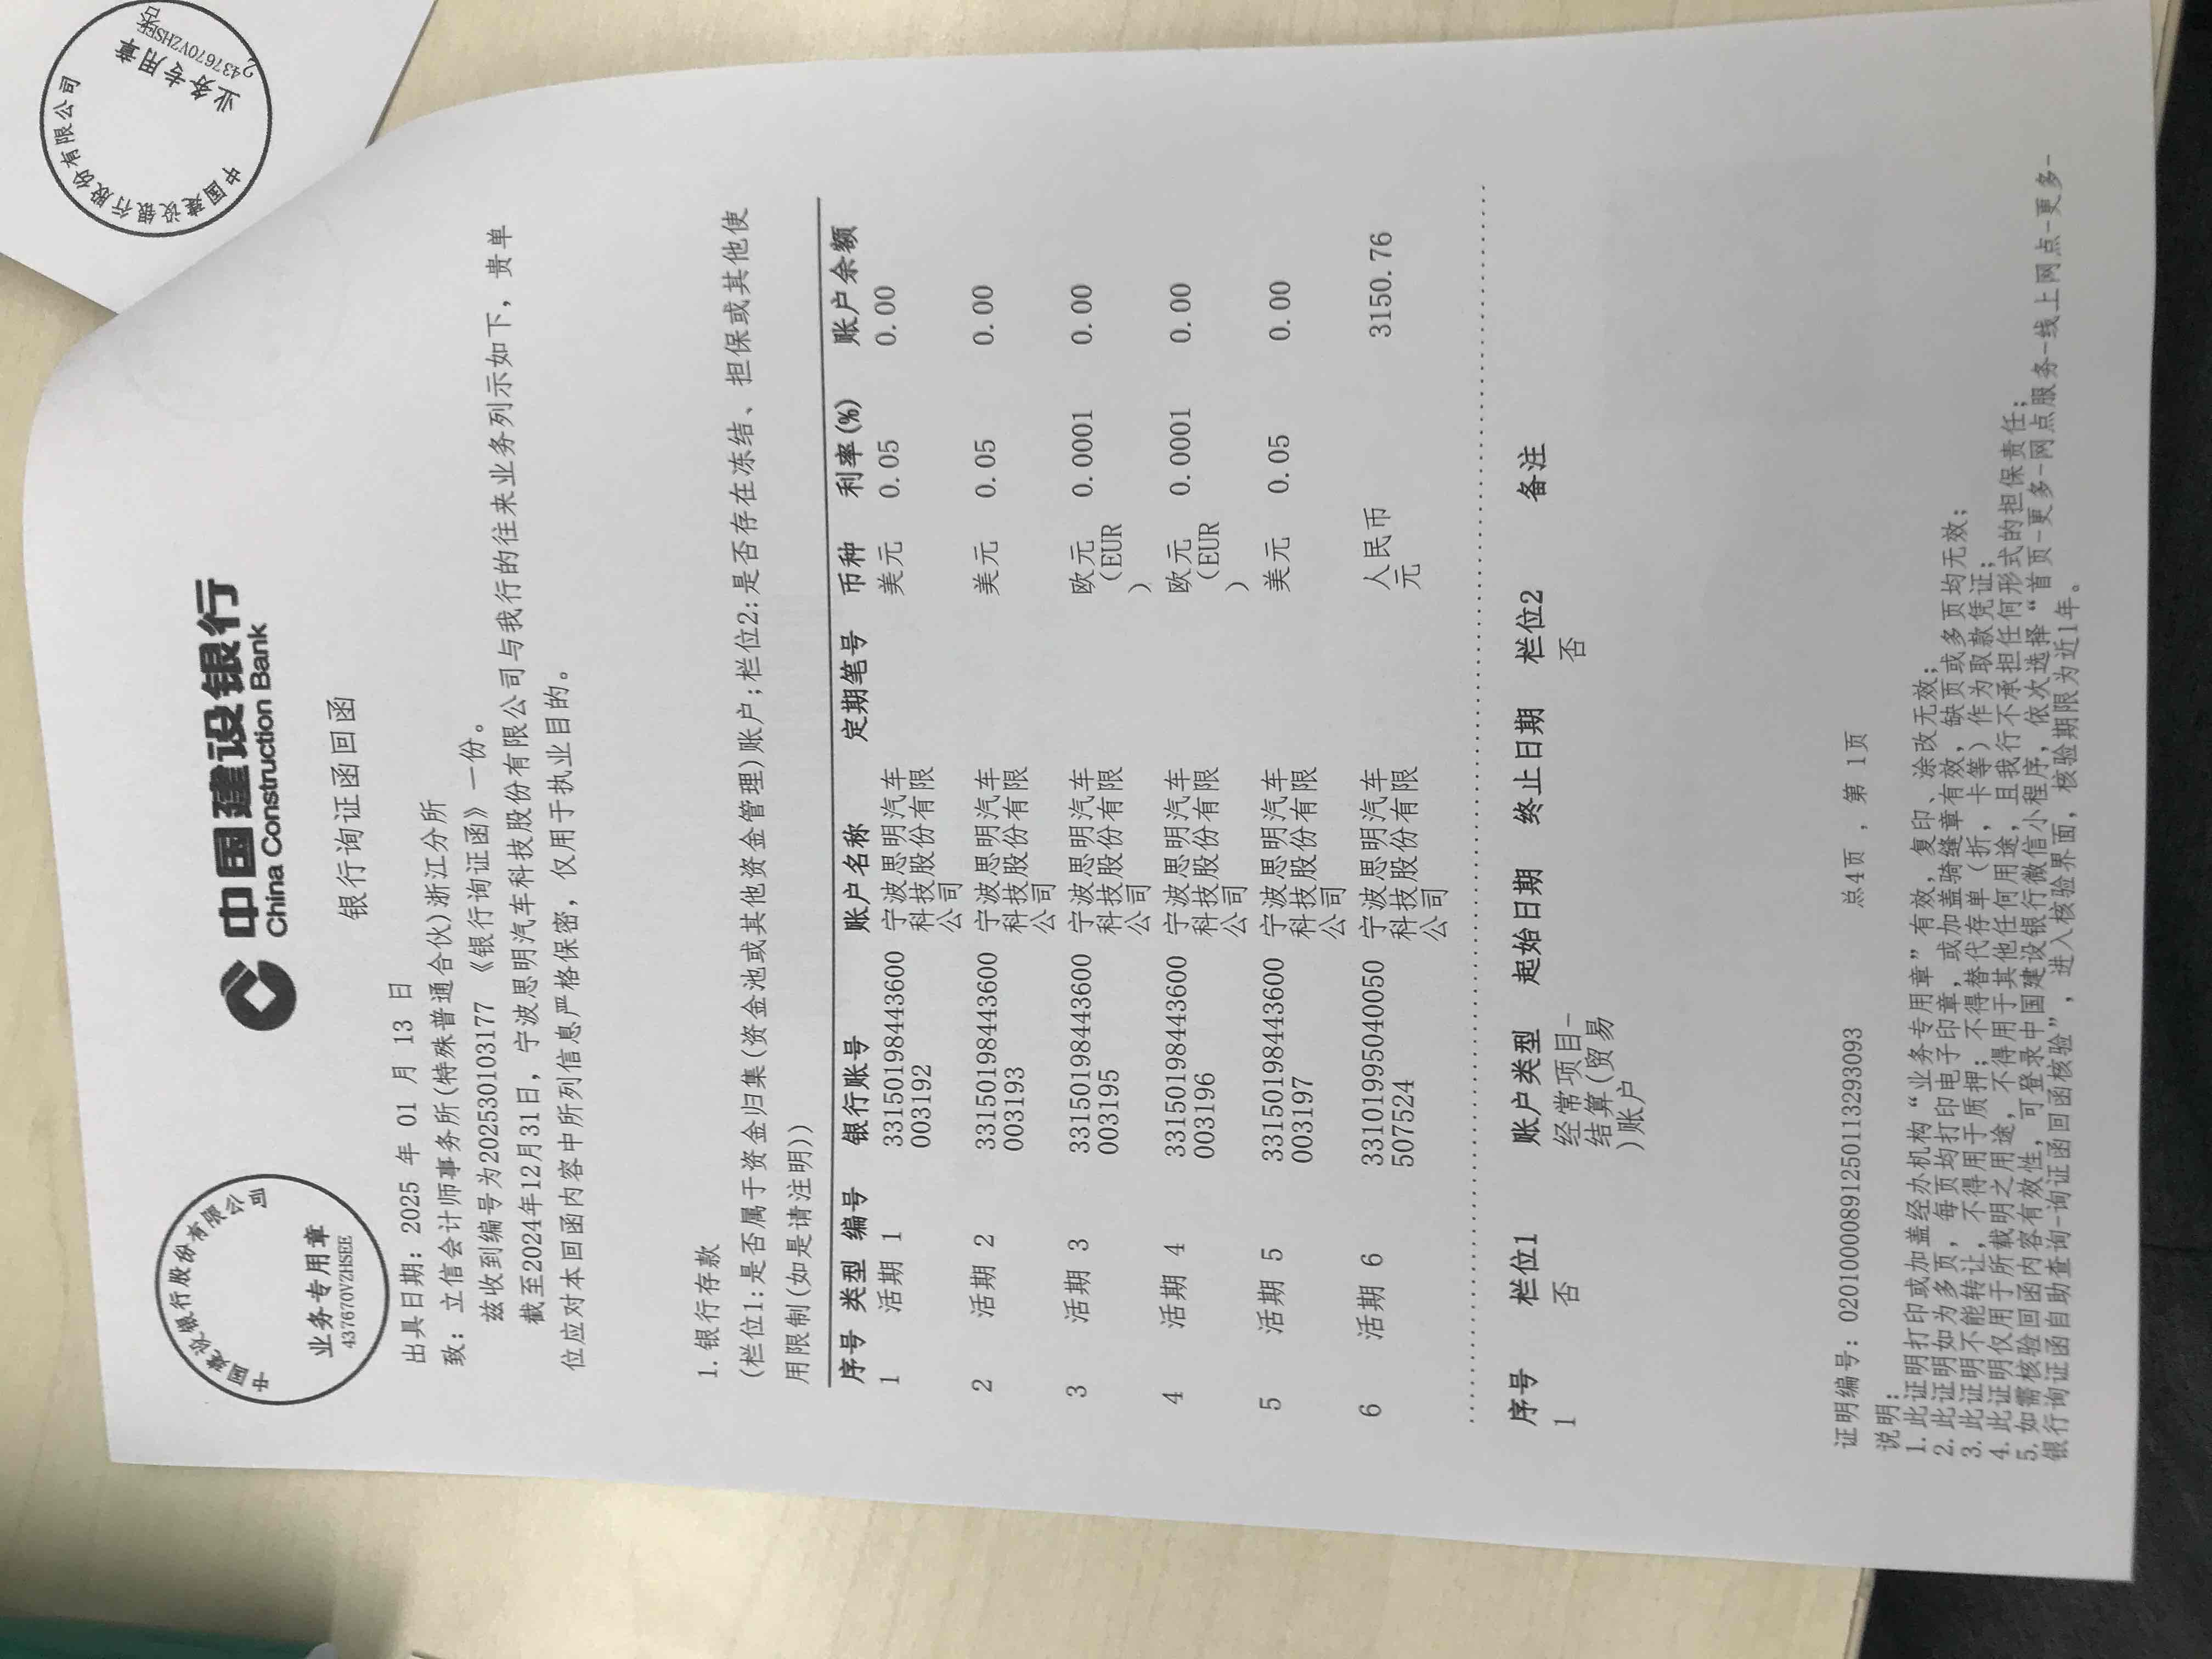 中国建设银行股份有限公司
业务专用章
437670VZHSEE
中国建设银行
China Construction Bank
中国建设银行股份有限公司
业务专用章
437670VZHSEE
否
2
银行询证函回函
出具日期：2025 年 01 月 13 日
致：立信会计师事务所(特殊普通合伙)浙江分所
兹收到编号为202530103177 《银行询证函》一份。
截至2024年12月31日，宁波思明汽车科技股份有限公司与我行的往来业务列示如下，贵单
位应对本回函内容中所列信息严格保密，仅用于执业目的。
1.银行存款
(栏位1:是否属于资金归集(资金池或其他资金管理)账户;栏位2:是否存在冻结、担保或其他使
用限制(如是请注明))
序号 类型 编号 银行账号 账户名称 定期笔号 币种 利率(%) 账户余额
1 活期 1 33150198443600 宁波思明汽车 美元 0.05 0.00
003192 科技股份有限
公司
2 活期 2 33150198443600 宁波思明汽车 美元 0.05 0.00
003193 科技股份有限
公司
3 活期 3 33150198443600 宁波思明汽车 欧元 0.0001 0.00
003195 科技股份有限 （EUR
公司 ）
4 活期 4 33150198443600 宁波思明汽车 欧元 0.0001 0.00
003196 科技股份有限 （EUR
公司 ）
5 活期 5 33150198443600 宁波思明汽车 美元 0.05 0.00
003197 科技股份有限
公司
6 活期 6 33101995040050 宁波思明汽车 人民币 3150.76
507524 科技股份有限 元
公司
序号 栏位1 账户类型 起始日期 终止日期 栏位2 备注
1 否 经常项目- 否
结算(贸易
)账户
证明编号：02010000891250113293093 总4页 ，第 1页
说明：
1.此证明打印或加盖经办机构“业务专用章”有效，复印、涂改无效；
2.此证明如为多页，每页均打印电子印章，或加盖骑缝章有效，缺页或多页均无效；
3.此证明不能转让，不得用于质押；不得替代存单（折，卡等）作为取款凭证；
4.此证明仅用于所载明之用途，不得用于其他任何用途，且我行不承担任何形式的担保责任；
5.如需核验回函内容有效性，可登录中国建设银行微信小程序，依次选择“首页-更多-网点服务-线上网点-更多-
银行询证函自助查询-询证函回函核验”，进入核验界面，核验期限为近1年。